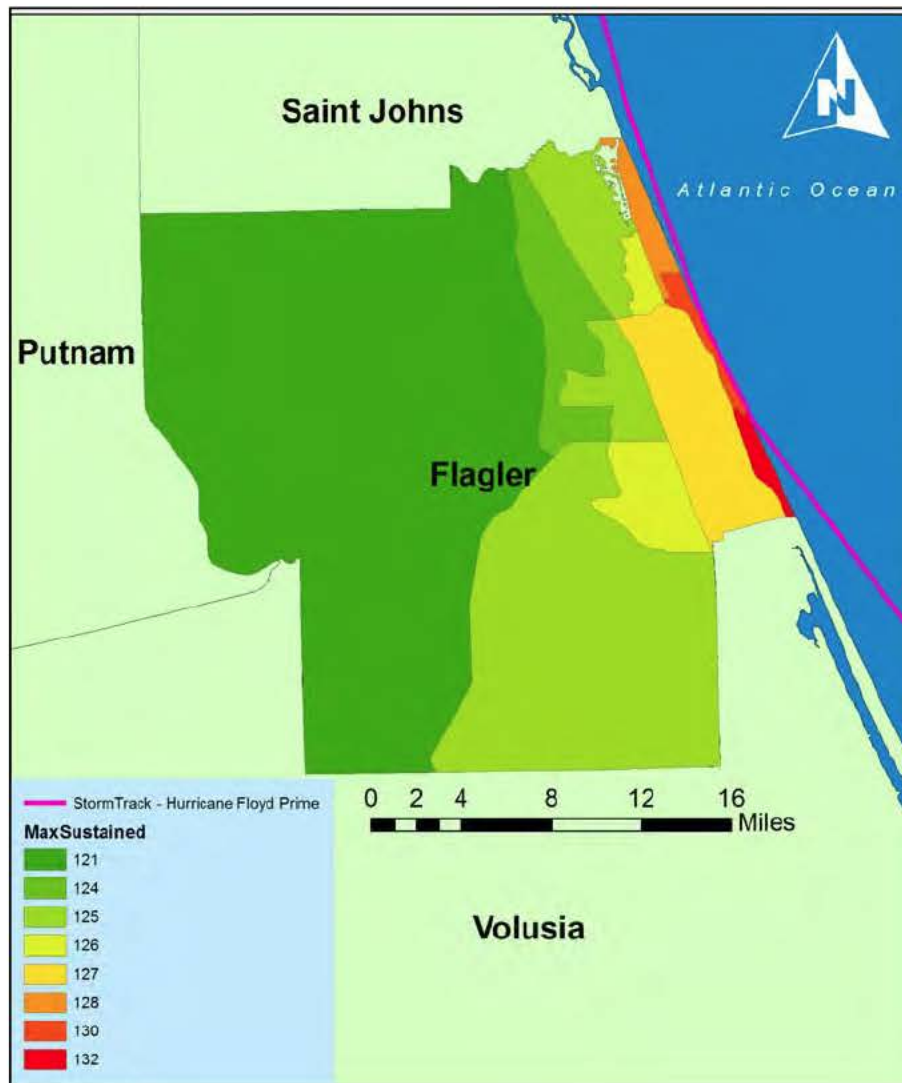 Saint Johns
N
Atlantic Ocean
Putnam
Flagler
StormTrack - Hurricane Floyd Prime
MaxSustained
121
124
125
126
127
128
130
132
0 2 4 8 12 16
Miles
Volusia